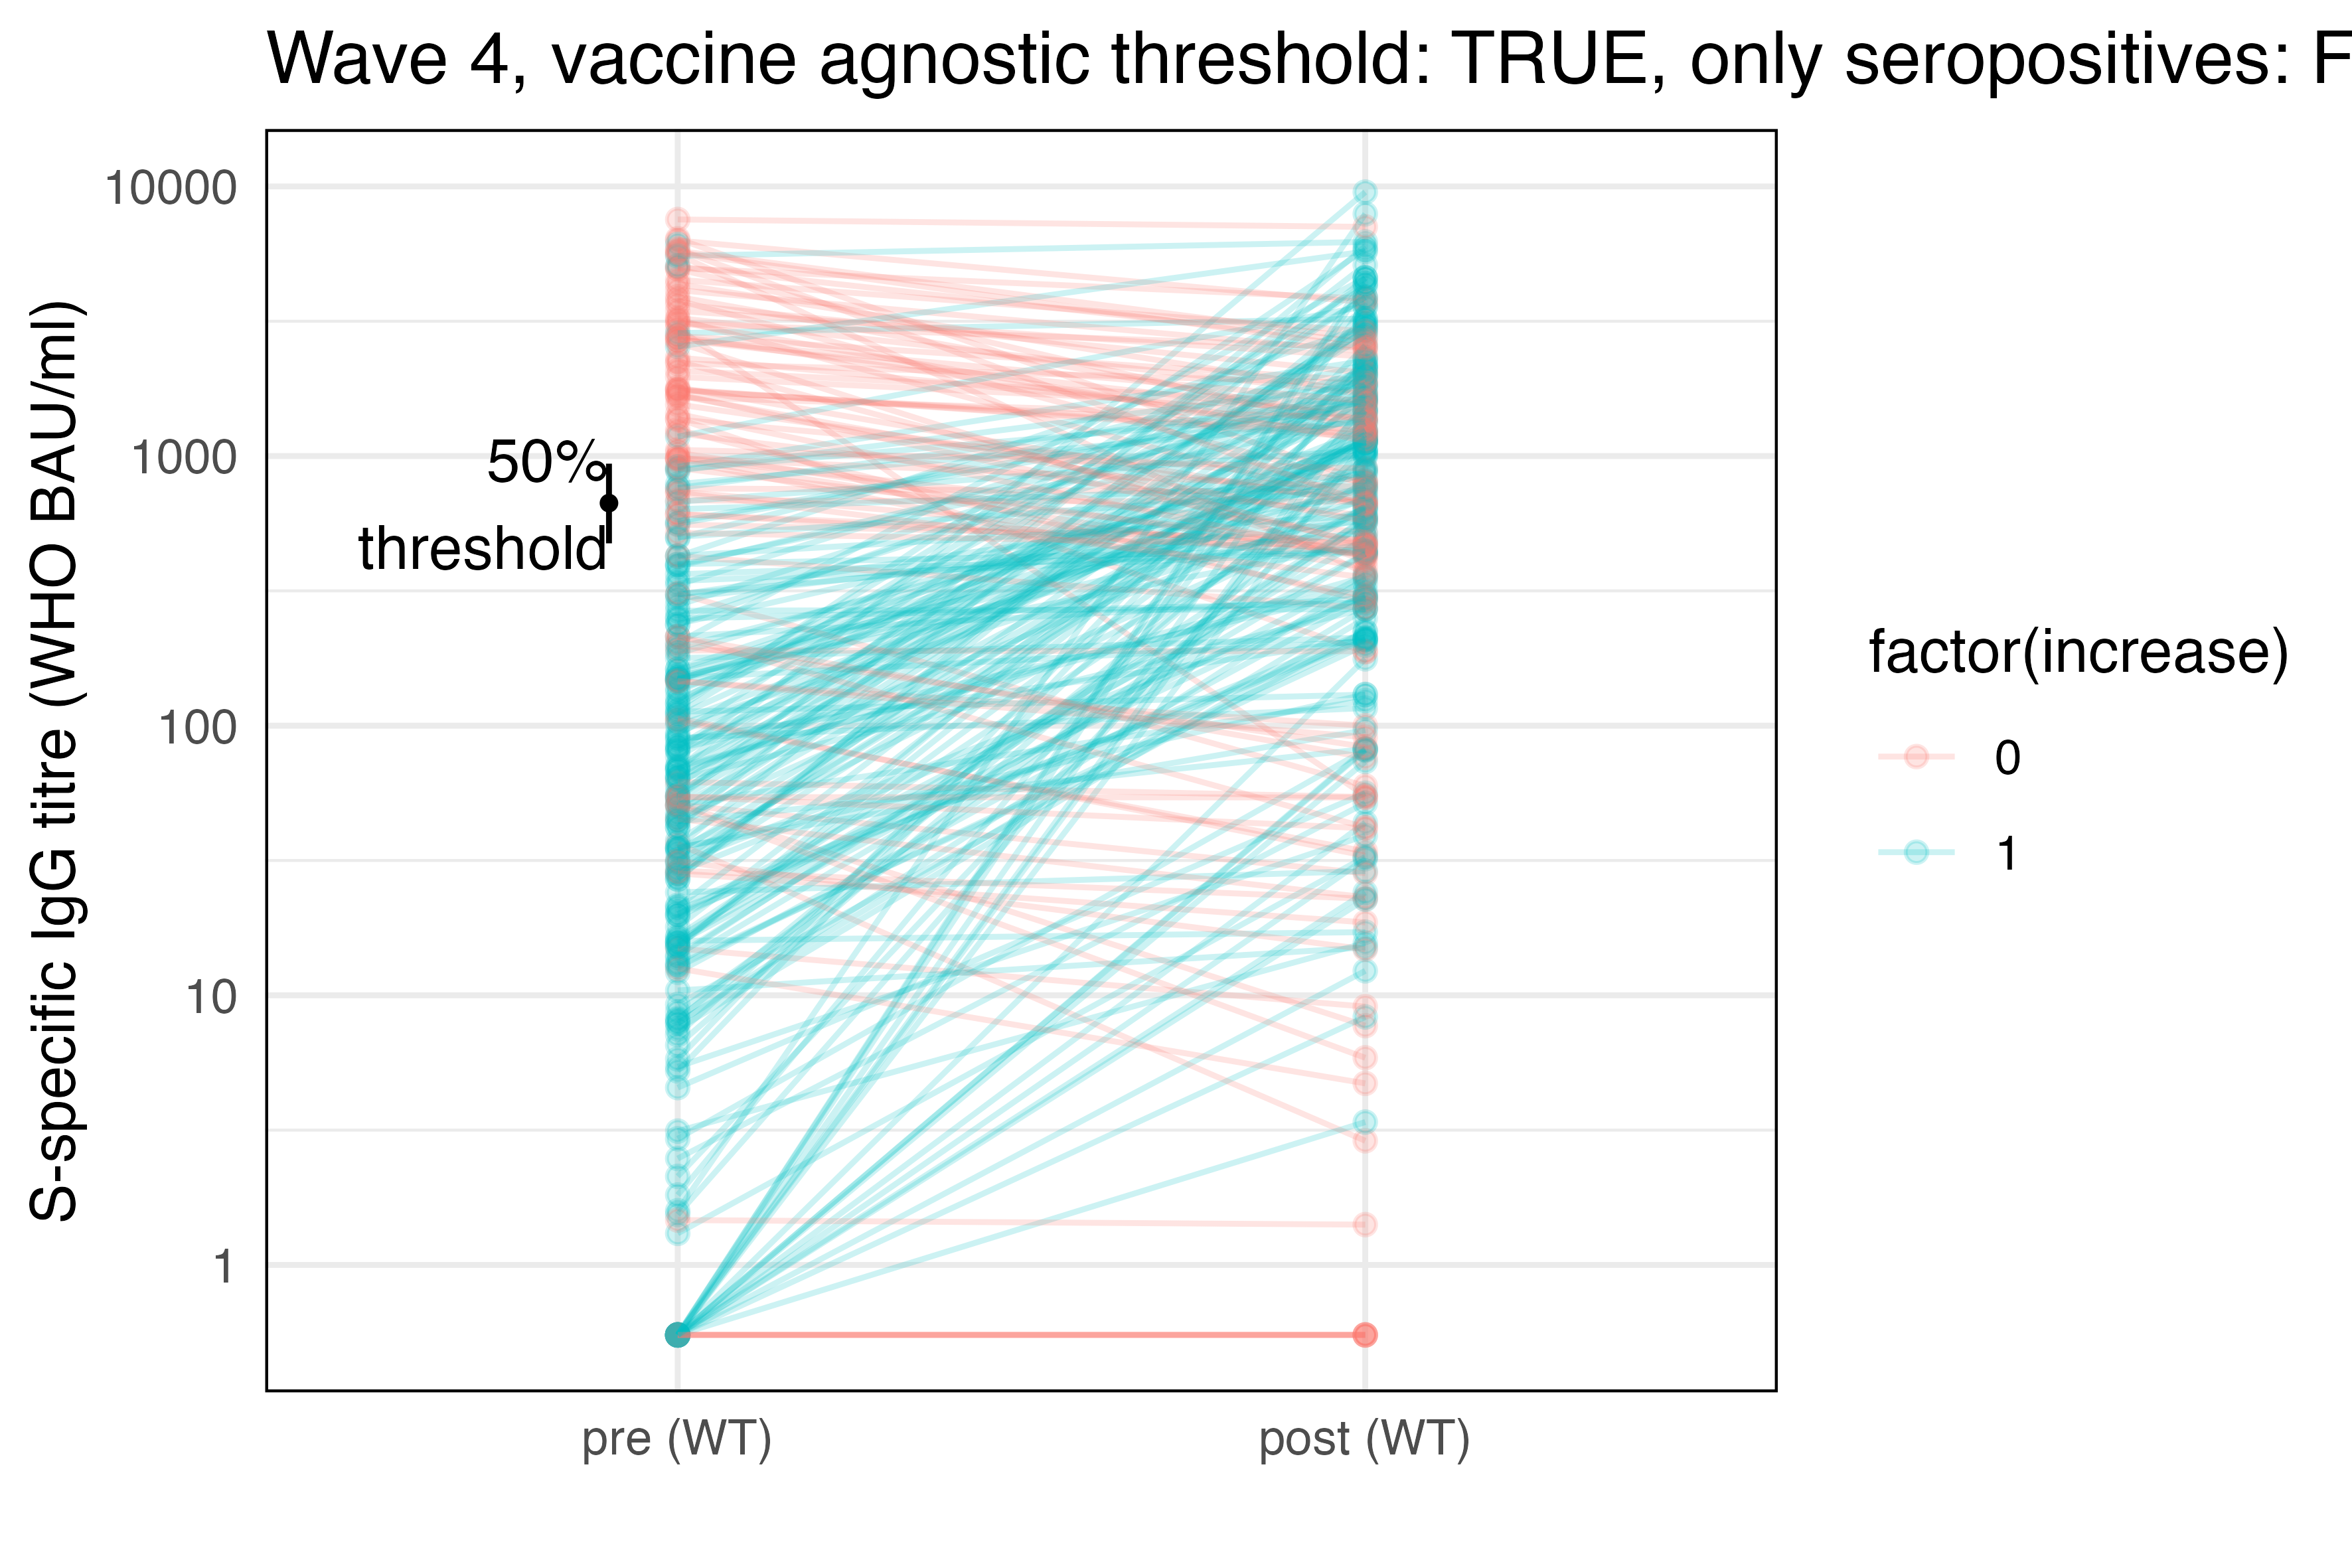 Wave 4, vaccine agnostic threshold: TRUE, only seropositives: F
S-specific IgG titre (WHO BAU/ml)
10000
1000
100
10
1
50%
threshold
pre (WT)
post (WT)
factor(increase)
0
1